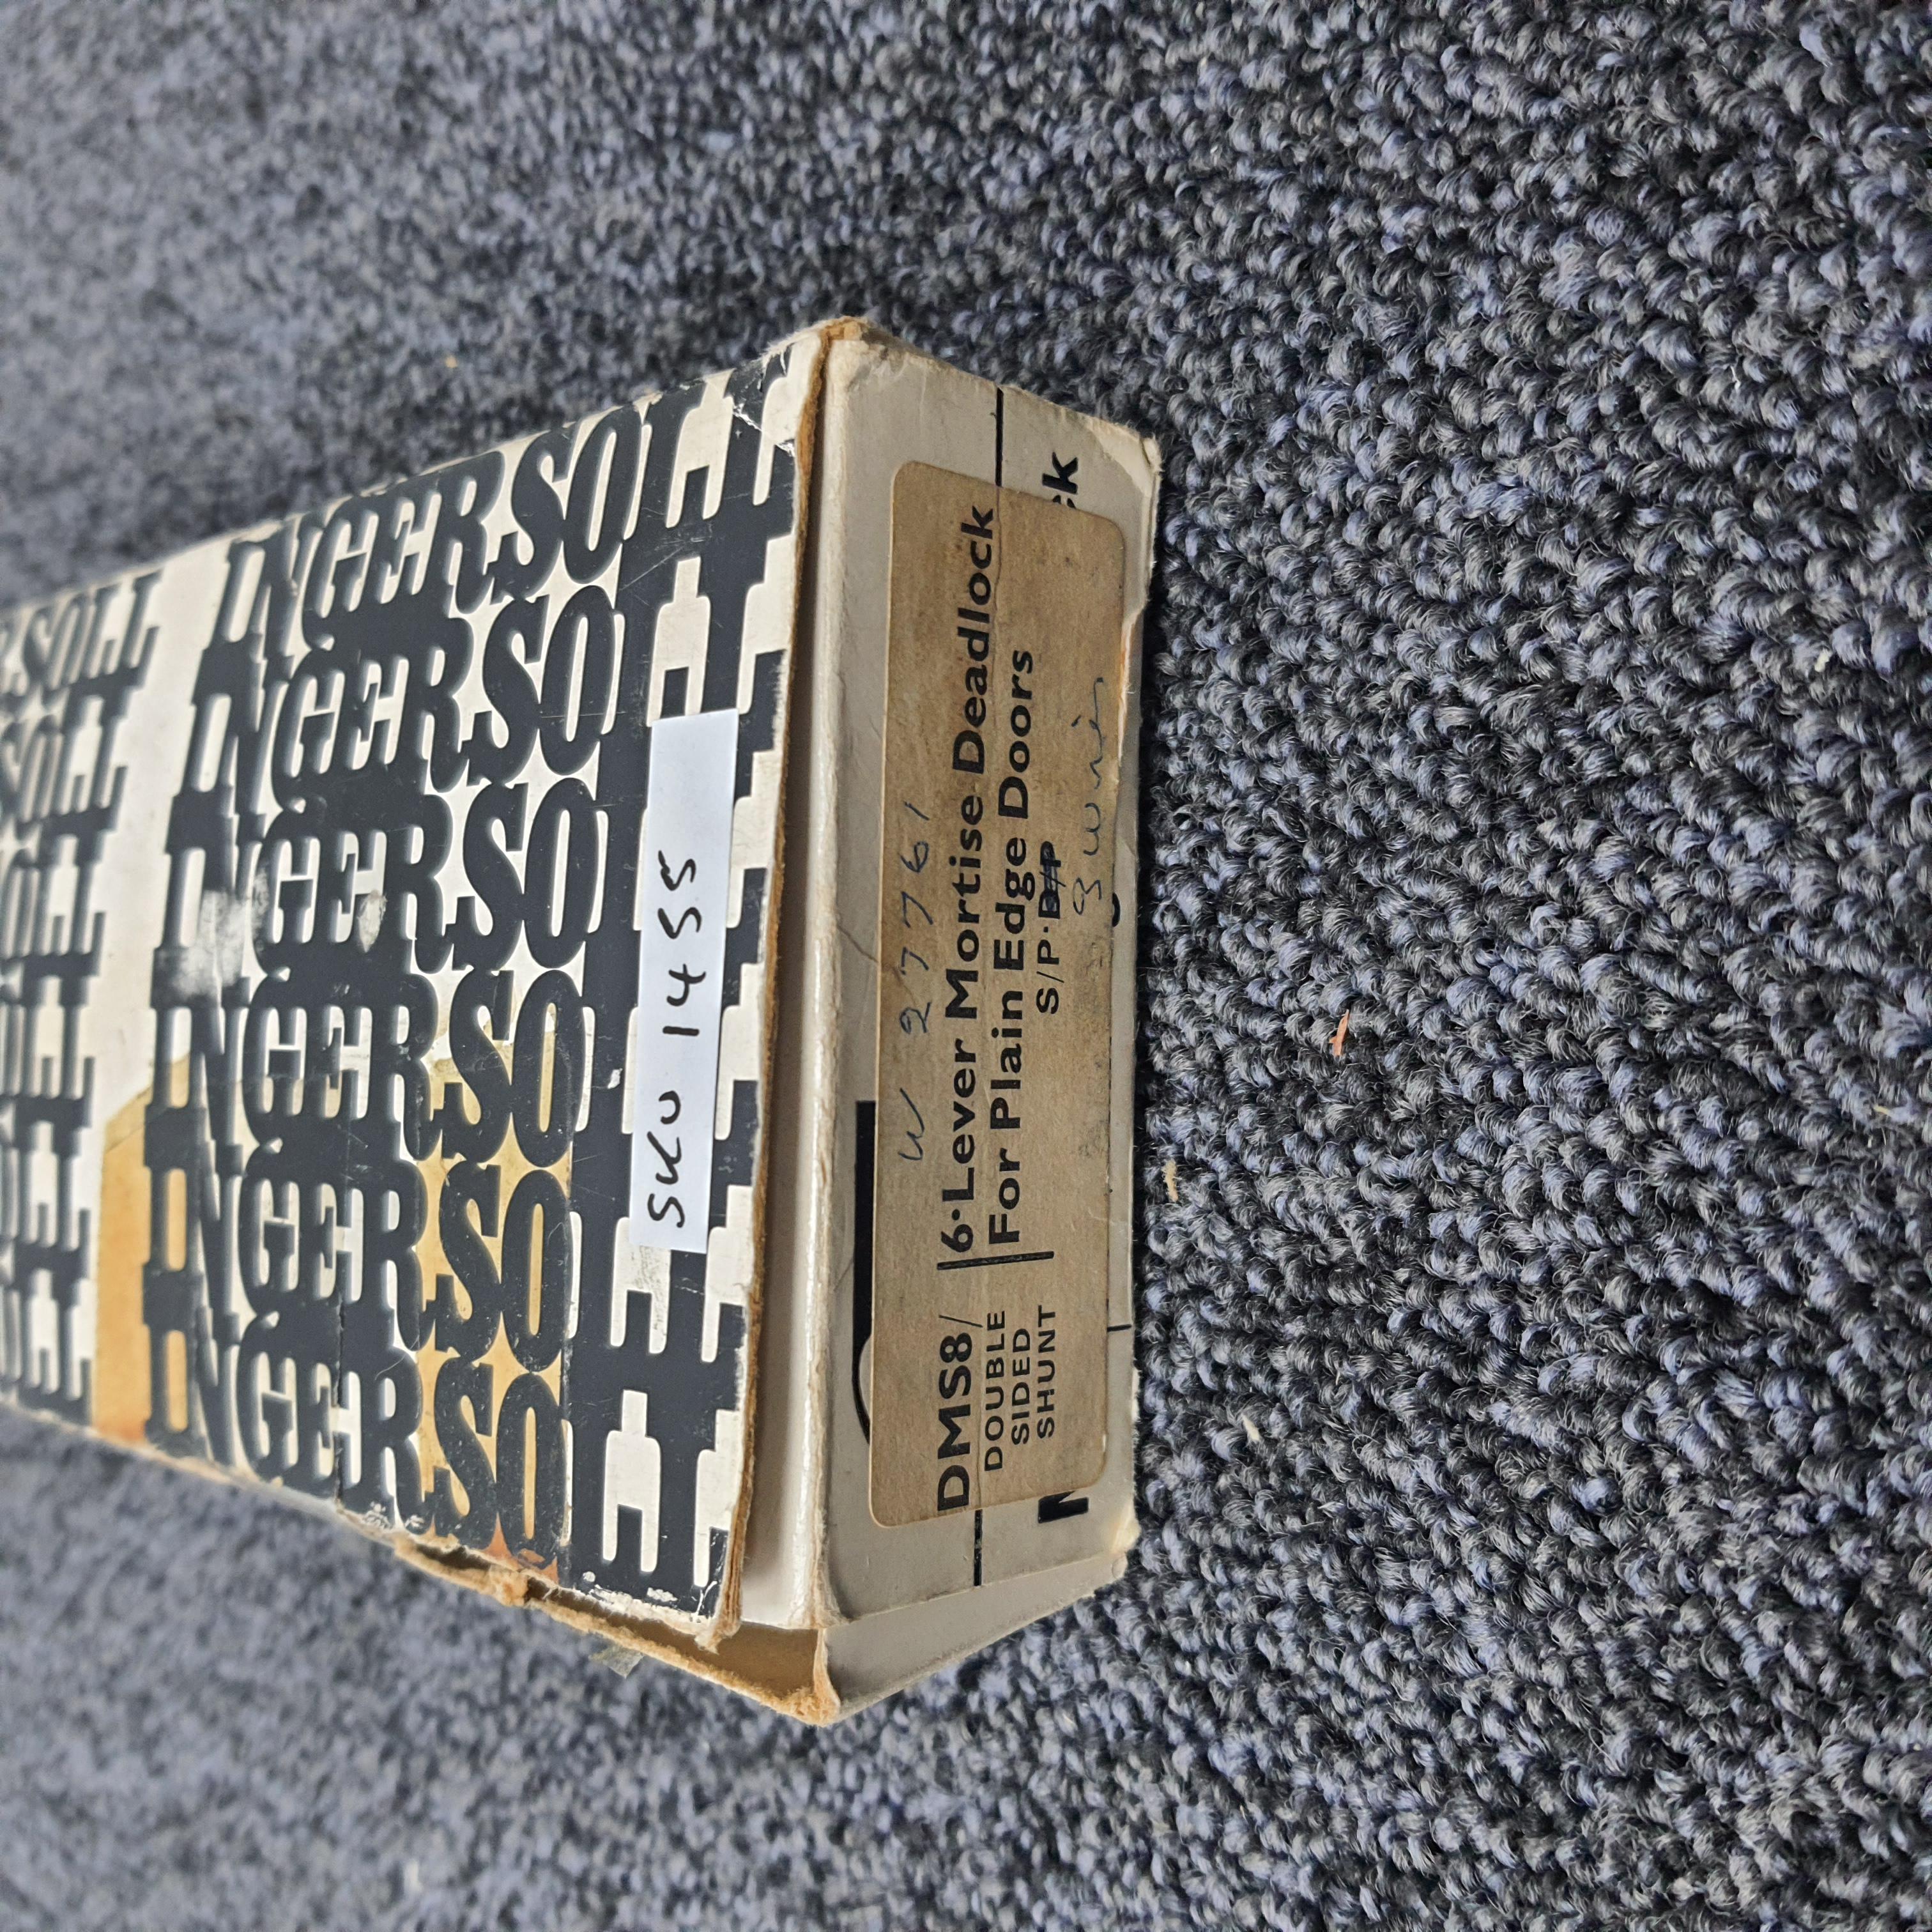 INGERSOLL
INGERSOLL
INGERSOLL
INGERSOLL
INGERSOLL
INGERSOLL
SKU 1455
W 27761
DMS8/ 6·Lever Mortise Deadlock
DOUBLE For Plain Edge Doors
SIDED
SHUNT
S/P·D/P
3
ck